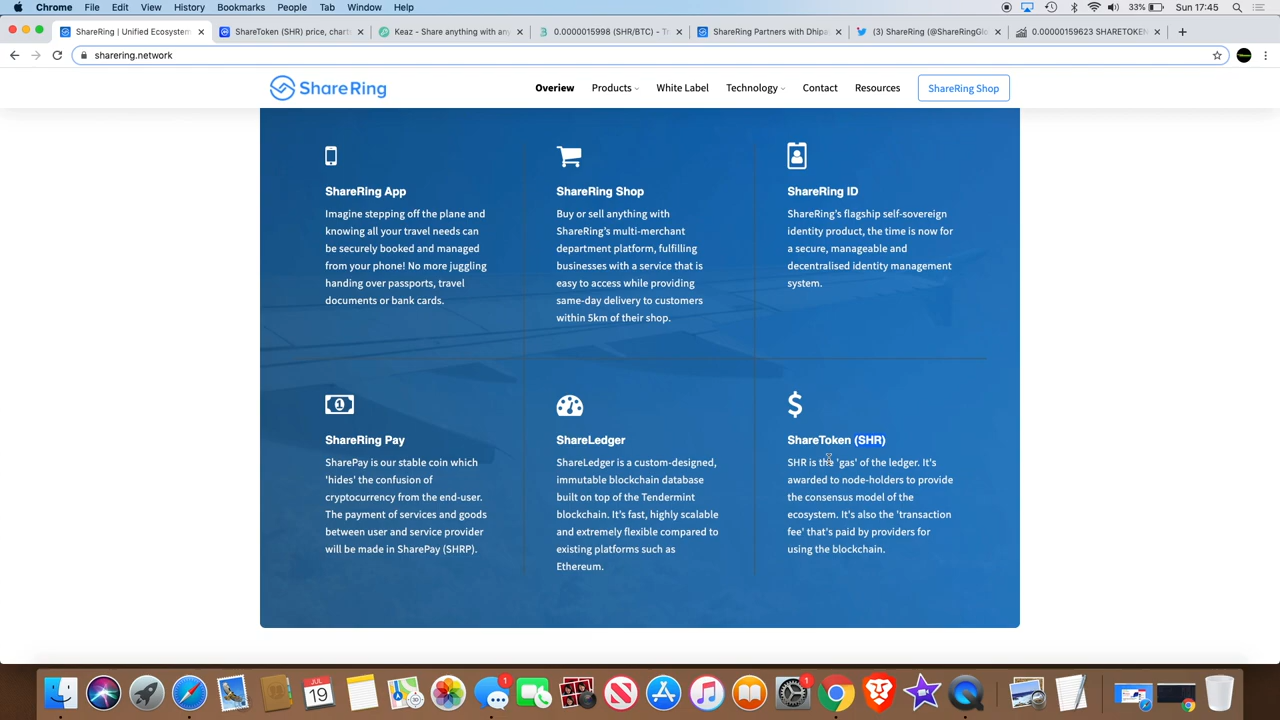 Chrome File Edit View History Bookmarks People Tab Window Help 33% Sun 17:45
ShareRing | Unified Ecosystem ShareToken (SHR) price, chart Keaz - Share anything with an 0.0000015998 (SHR/BTC) - T ShareRing Partners with Dhipa (3) ShareRing (@ShareRingGlo 0.00000159623 SHARETOKEN
sharering.network
ShareRing Overiew Products White Label Technology Contact Resources ShareRing Shop
ShareRing App
Imagine stepping off the plane and
knowing all your travel needs can
be securely booked and managed
from your phone! No more juggling
handing over passports, travel
documents or bank cards.
ShareRing Shop
Buy or sell anything with
ShareRing's multi-merchant
department platform, fulfilling
businesses with a service that is
easy to access while providing
same-day delivery to customers
within 5km of their shop.
ShareRing ID
ShareRing's flagship self-sovereign
identity product, the time is now for
a secure, manageable and
decentralised identity management
system.
ShareRing Pay
SharePay is our stable coin which
'hides' the confusion of
cryptocurrency from the end-user.
The payment of services and goods
between user and service provider
will be made in SharePay (SHRP).
ShareLedger
ShareLedger is a custom-designed,
immutable blockchain database
built on top of the Tendermint
blockchain. It's fast, highly scalable
and extremely flexible compared to
existing platforms such as
Ethereum.
ShareToken (SHR)
SHR is the 'gas' of the ledger. It's
awarded to node-holders to provide
the consensus model of the
ecosystem. It's also the 'transaction
fee' that's paid by providers for
using the blockchain.
JUL
19
1
1